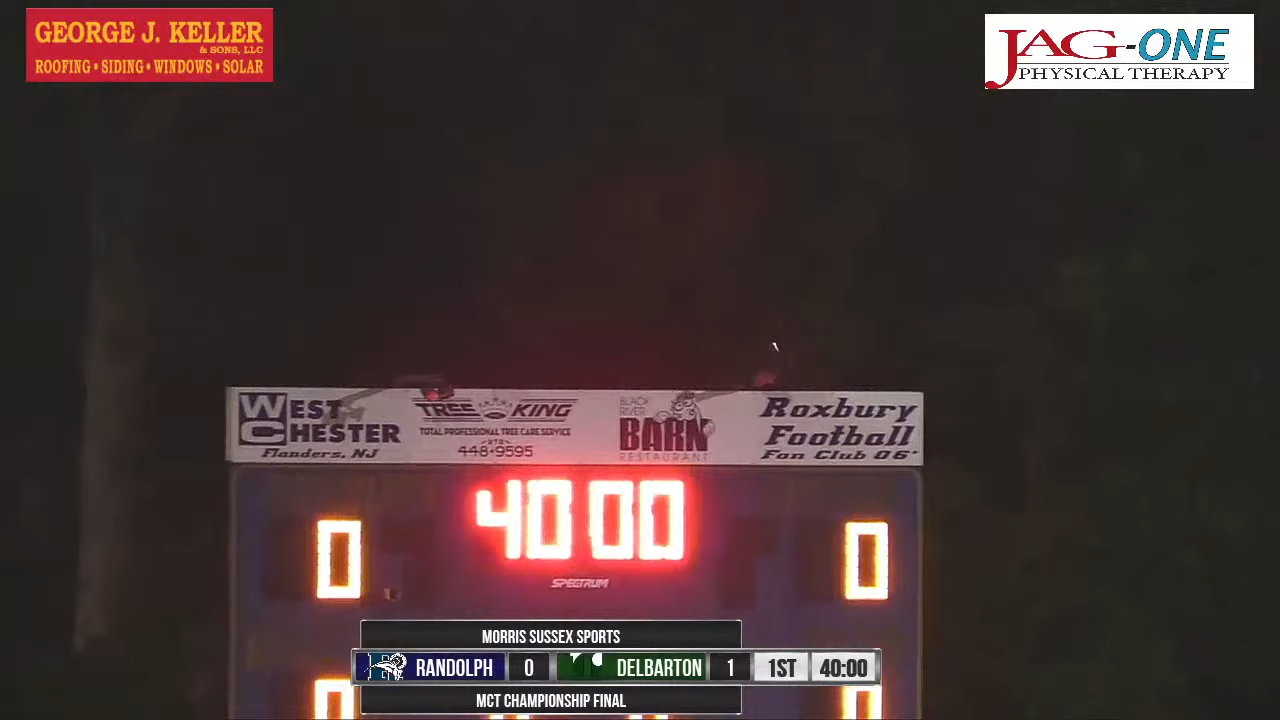 GEORGE J. KELLER
& SONS, LLC
ROOFING • SIDING • WINDOWS • SOLAR
JAG-ONE
PHYSICAL THERAPY
WEST CHESTER
Flanders, NJ
TREE KING
TOTAL PROFESSIONAL TREE CARE SERVICE
448-9595
BLACK RIVER
BARN
RESTAURANT
Roxbury
Football
Fan Club 06'
40 00
0
0
SPECTRUM
MORRIS SUSSEX SPORTS
RANDOLPH 0 DELBARTON 1 1ST 40:00
MCT CHAMPIONSHIP FINAL